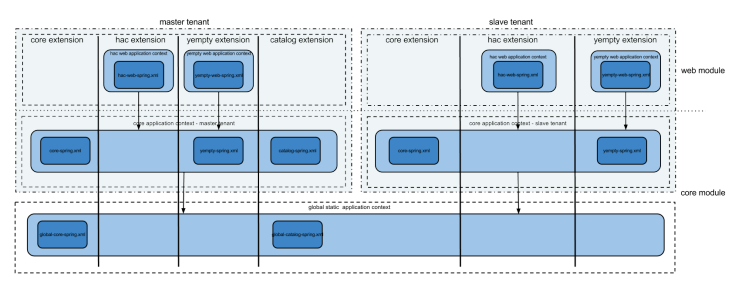 master tenant
slave tenant
core extension
hac extension
yempty extension
catalog extension
core extension
hac extension
yempty extension
hac web application context
yempty web application context
hac web application context
yempty web application context
hac-web-spring.xml
yempty-web-spring.xml
hac-web-spring.xml
yempty-web-spring.xml
web module
core application context - master tenant
core application context - slave tenant
core-spring.xml
yempty-spring.xml
catalog-spring.xml
core-spring.xml
yempty-spring.xml
core module
global static application context
global-core-spring.xml
global-catalog-spring.xml